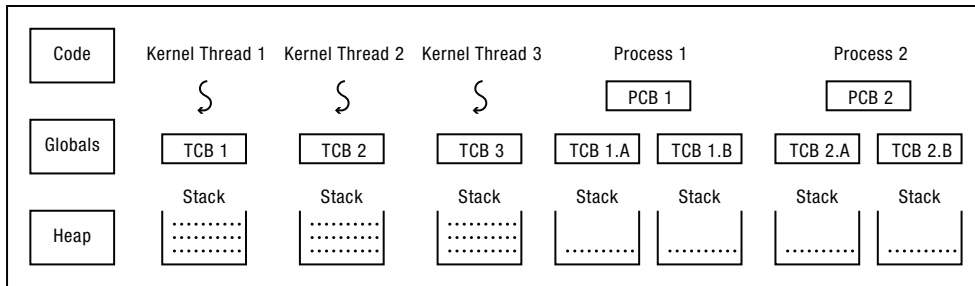 Code
Kernel Thread 1
Kernel Thread 2
Kernel Thread 3
Process 1
Process 2
PCB 1
PCB 2
Globals
TCB 1
TCB 2
TCB 3
TCB 1.A
TCB 1.B
TCB 2.A
TCB 2.B
Stack
Stack
Stack
Stack
Stack
Stack
Stack
Heap